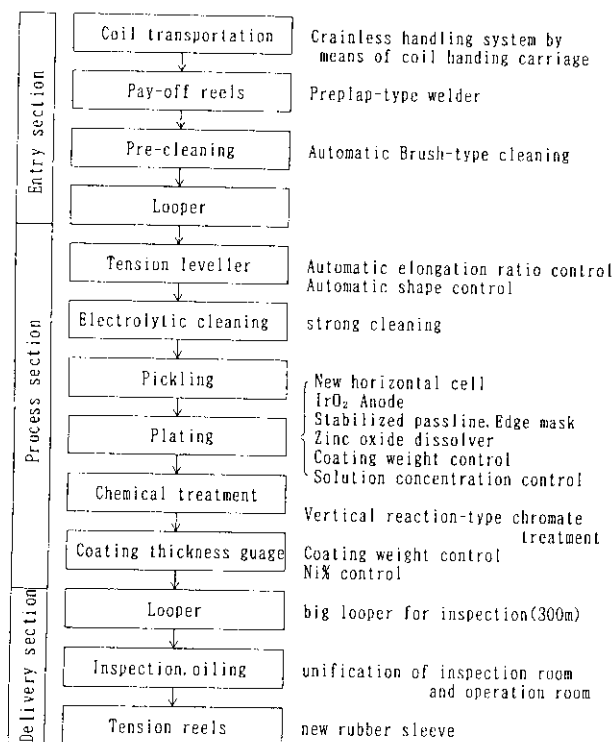 Entry section
Coil transportation
Crainless handling system by
means of coil handing carriage
Pay-off reels
Preplap-type welder
Pre-cleaning
Automatic Brush-type cleaning
Looper
Process section
Tension leveller
Automatic elongation ratio control
Automatic shape control
Electrolytic cleaning
strong cleaning
Pickling
Plating
New horizontal cell
IrO₂ Anode
Stabilized passline. Edge mask
Zinc oxide dissolver
Coating weight control
Solution concentration control
Chemical treatment
Vertical reaction-type chromate
treatment
Coating thickness guage
Coating weight control
Ni% control
Delivery section
Looper
big looper for inspection(300m)
Inspection. oiling
unification of inspection room
and operation room
Tension reels
new rubber sleeve